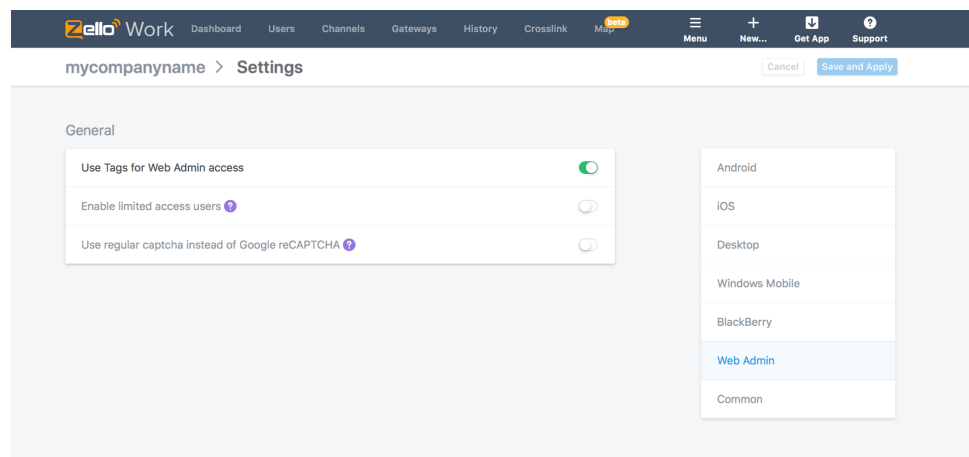 Zello Work Dashboard Users Channels Gateways History Crosslink Map beta Menu New... Get App Support
mycompanyname > Settings Cancel Save and Apply
General
Use Tags for Web Admin access
Enable limited access users ?
Use regular captcha instead of Google reCAPTCHA ?
Android
iOS
Desktop
Windows Mobile
BlackBerry
Web Admin
Common